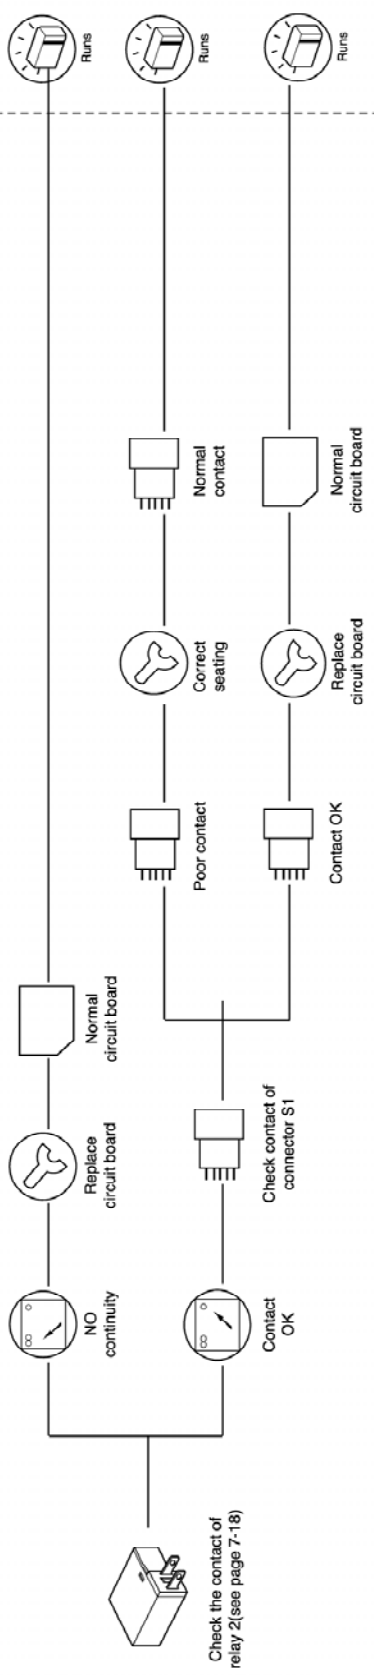 Check the contact of
relay 2(see page 7-18)
NO
continuity
Replace
circuit board
Normal
circuit board
Runs
Contact
OK
Check contact of
connector S1
Poor contact
Correct
seating
Normal
contact
Runs
Contact OK
Replace
circuit board
Normal
circuit board
Runs